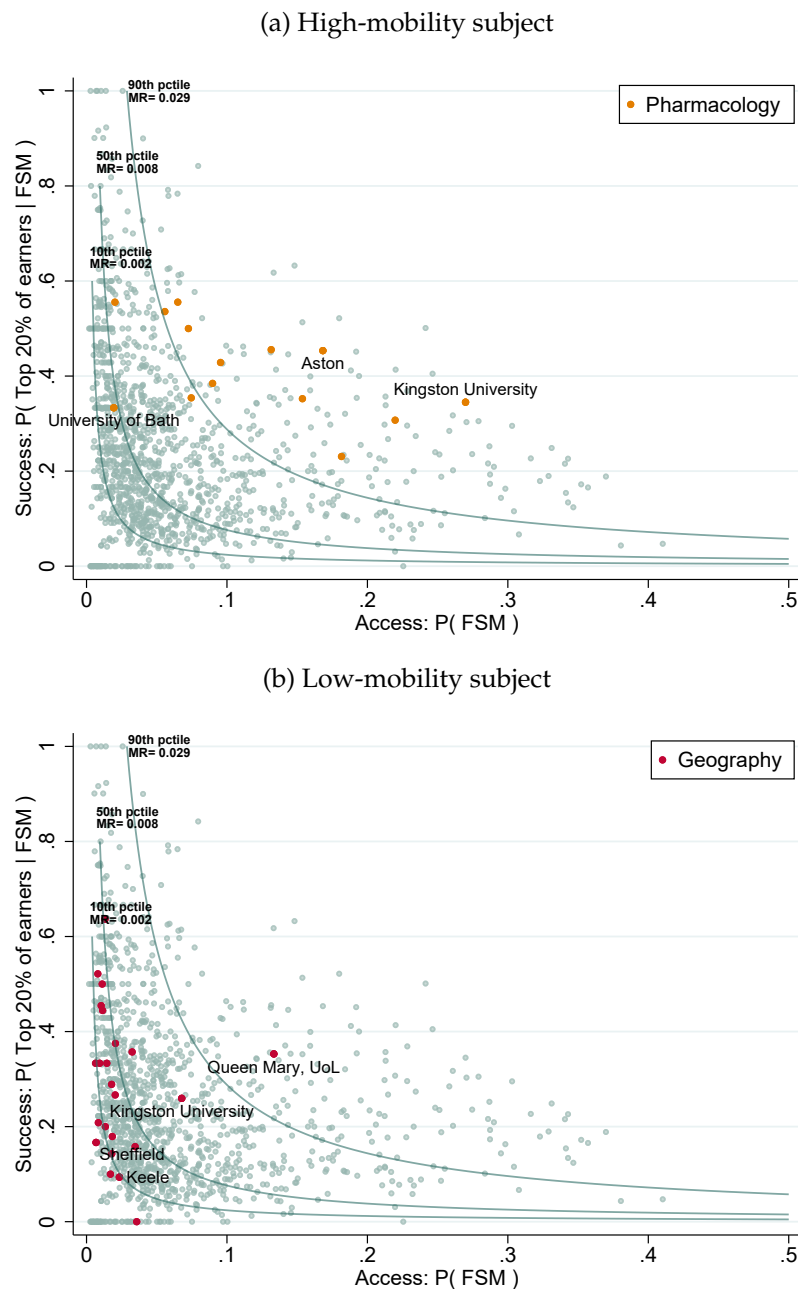 (a) High-mobility subject
90th pctile
MR= 0.029
Pharmacology
50th pctile
MR= 0.008
10th pctile
MR= 0.002
Aston
Kingston University
University of Bath
Success: P( Top 20% of earners | FSM )
0 .2 .4 .6 .8 1
0 .1 .2 .3 .4 .5
Access: P( FSM )
(b) Low-mobility subject
90th pctile
MR= 0.029
Geography
50th pctile
MR= 0.008
10th pctile
MR= 0.002
Queen Mary, UoL
Kingston University
Sheffield
Keele
Success: P( Top 20% of earners | FSM )
0 .2 .4 .6 .8 1
0 .1 .2 .3 .4 .5
Access: P( FSM )